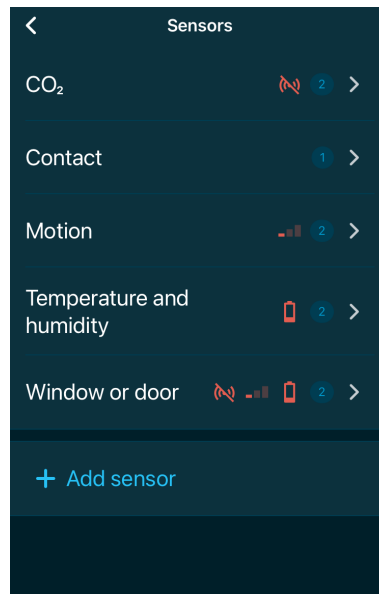 Sensors
CO₂
2
Contact
1
Motion
2
Temperature and
humidity
2
Window or door
2
+ Add sensor